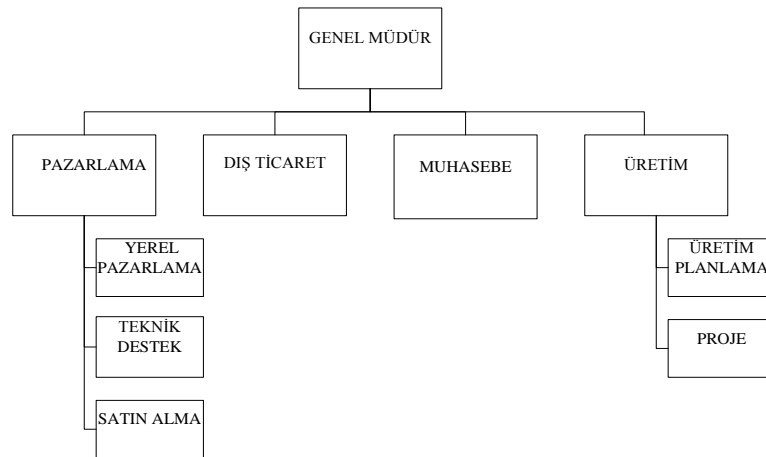 GENEL MÜDÜR
PAZARLAMA
DIŞ TİCARET
MUHASEBE
ÜRETİM
YEREL
PAZARLAMA
TEKNİK
DESTEK
SATIN ALMA
ÜRETİM
PLANLAMA
PROJE